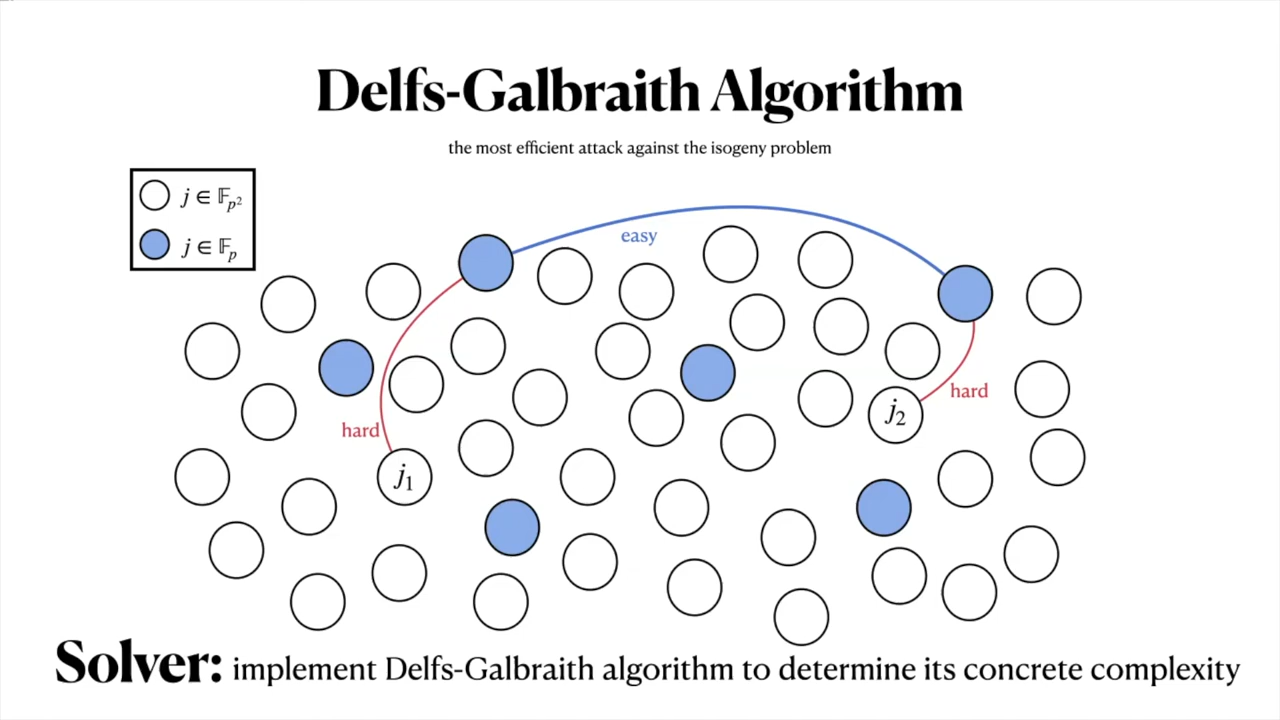 Delfs-Galbraith Algorithm
the most efficient attack against the isogeny problem
j ∈ 𝔽ₚ²
j ∈ 𝔽ₚ
easy
hard
hard
j₂
j₁
Solver: implement Delfs-Galbraith algorithm to determine its concrete complexity